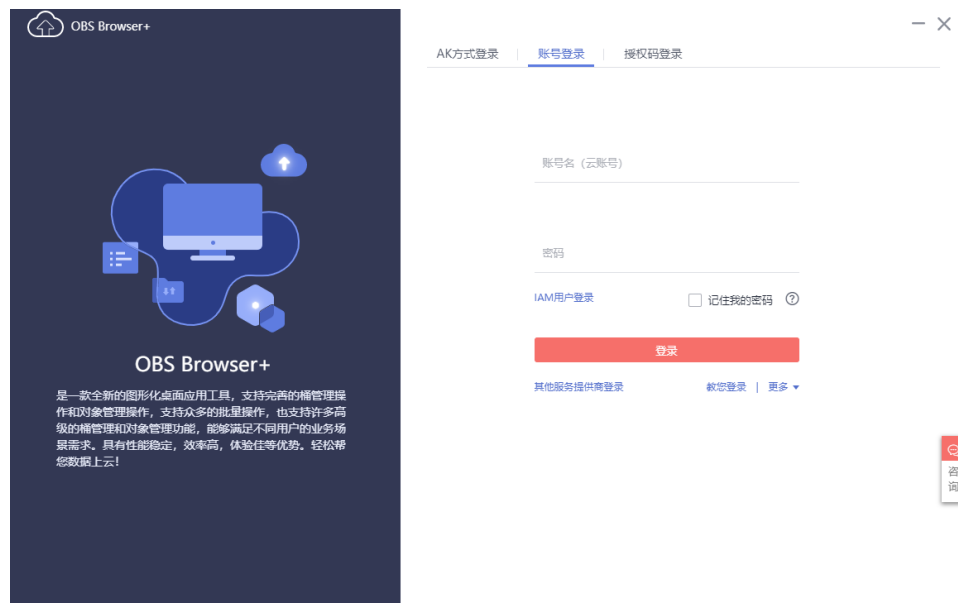 OBS Browser+
AK方式登录
账号登录
授权码登录
账号名（云账号）
密码
IAM用户登录
记住我的密码
登录
其他服务提供商登录
教您登录 | 更多
OBS Browser+
是一款全新的图形化桌面应用工具，支持完善的桶管理操
作和对象管理操作，支持众多的批量操作，也支持许多高
级的桶管理和对象管理功能，能够满足不同用户的业务场
景需求。具有性能稳定，效率高，体验佳等优势。轻松帮
您数据上云！
咨
询